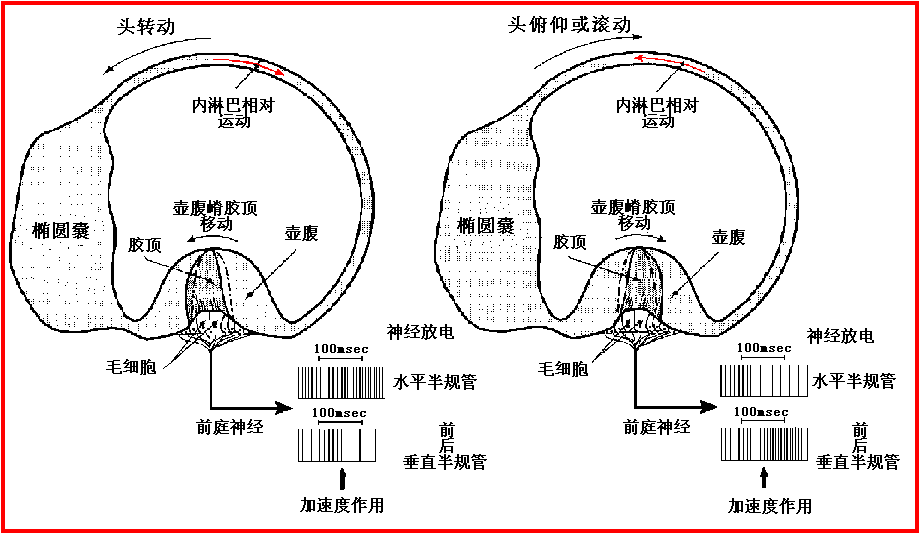 头转动
内淋巴相对
运动
壶腹嵴胶顶
移动
椭圆囊
胶顶
壶腹
毛细胞
神经放电
100msec
水平半规管
前庭神经
100msec
前
后
垂直半规管
加速度作用
头俯仰或滚动
内淋巴相对
运动
壶腹嵴胶顶
移动
椭圆囊
胶顶
壶腹
毛细胞
神经放电
100msec
水平半规管
前庭神经
100msec
前
后
垂直半规管
加速度作用